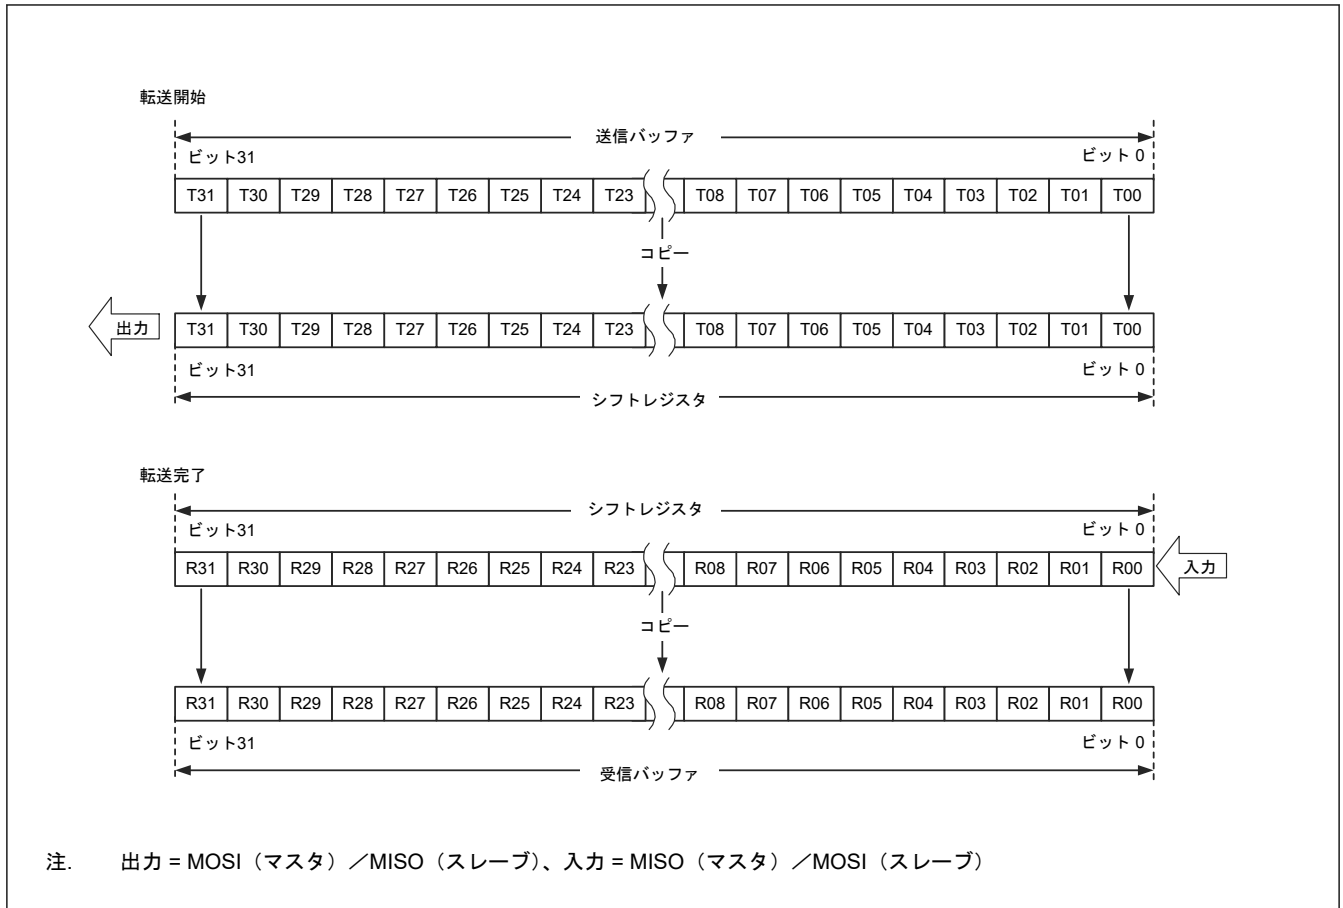 転送開始
送信バッファ
ビット31 ビット 0
T31 T30 T29 T28 T27 T26 T25 T24 T23 T08 T07 T06 T05 T04 T03 T02 T01 T00
コピー
出力 T31 T30 T29 T28 T27 T26 T25 T24 T23 T08 T07 T06 T05 T04 T03 T02 T01 T00
ビット31 ビット 0
シフトレジスタ
転送完了
シフトレジスタ
ビット31 ビット 0
R31 R30 R29 R28 R27 R26 R25 R24 R23 R08 R07 R06 R05 R04 R03 R02 R01 R00 入力
コピー
R31 R30 R29 R28 R27 R26 R25 R24 R23 R08 R07 R06 R05 R04 R03 R02 R01 R00
ビット31 ビット 0
受信バッファ
注. 出力 = MOSI（マスタ）／MISO（スレーブ）、入力 = MISO（マスタ）／MOSI（スレーブ）